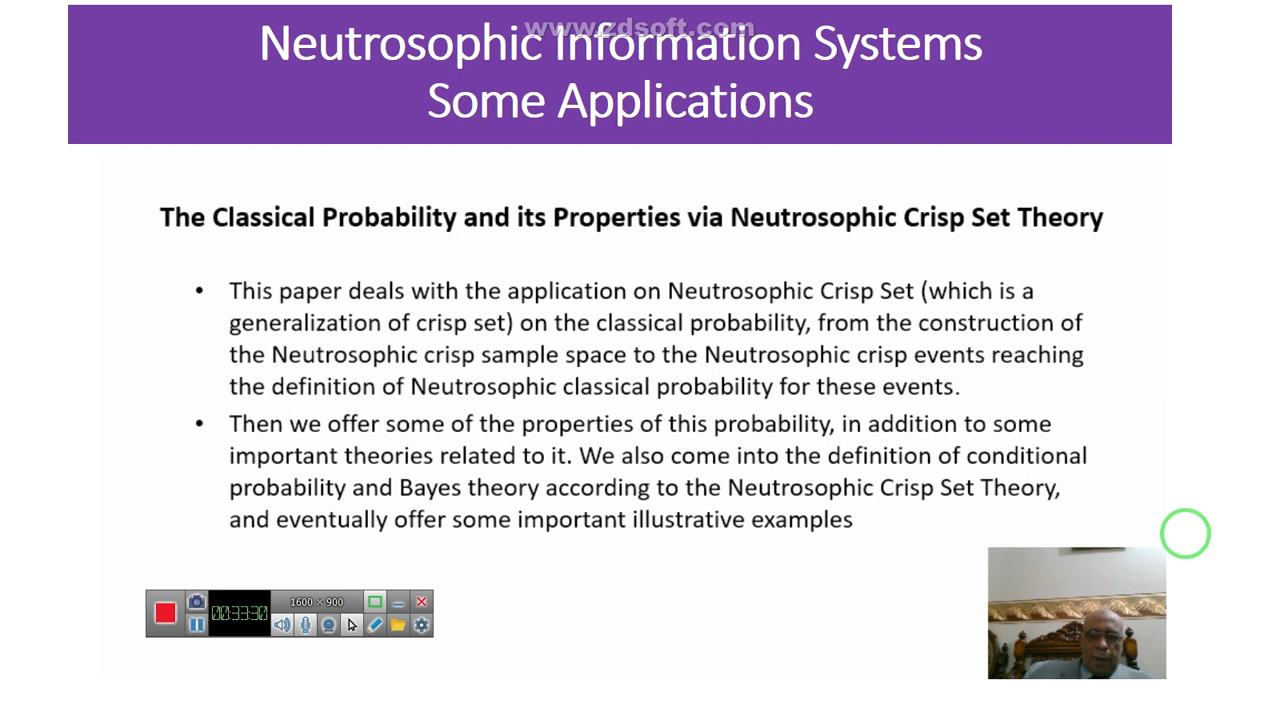 www.zdsoft.com
Neutrosophic Information Systems
Some Applications
The Classical Probability and its Properties via Neutrosophic Crisp Set Theory
• This paper deals with the application on Neutrosophic Crisp Set (which is a
generalization of crisp set) on the classical probability, from the construction of
the Neutrosophic crisp sample space to the Neutrosophic crisp events reaching
the definition of Neutrosophic classical probability for these events.
• Then we offer some of the properties of this probability, in addition to some
important theories related to it. We also come into the definition of conditional
probability and Bayes theory according to the Neutrosophic Crisp Set Theory,
and eventually offer some important illustrative examples
00:33:30
1600 × 900